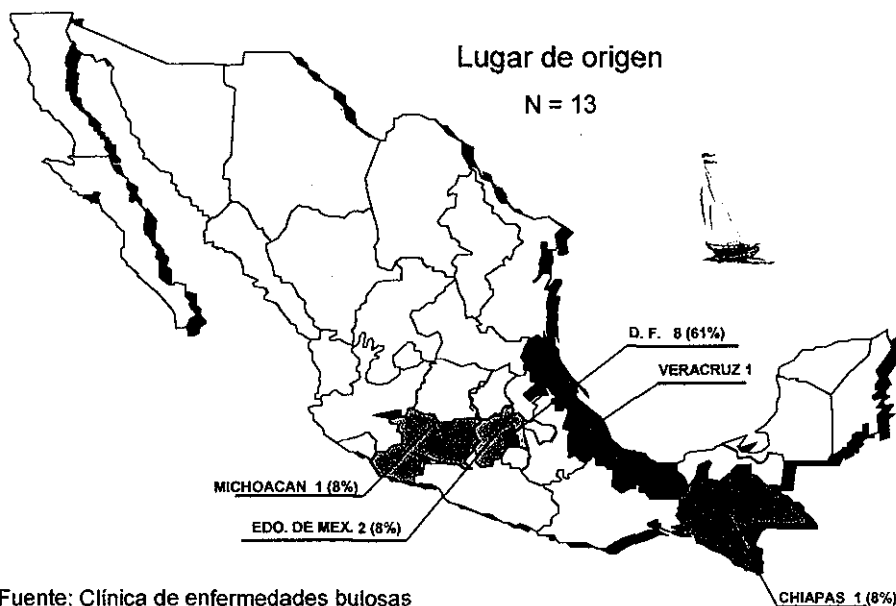 Lugar de origen
N = 13
D. F. 8 (61%)
VERACRUZ 1
MICHOACAN 1 (8%)
EDO. DE MEX. 2 (8%)
CHIAPAS 1 (8%)
Fuente: Clínica de enfermedades bulosas